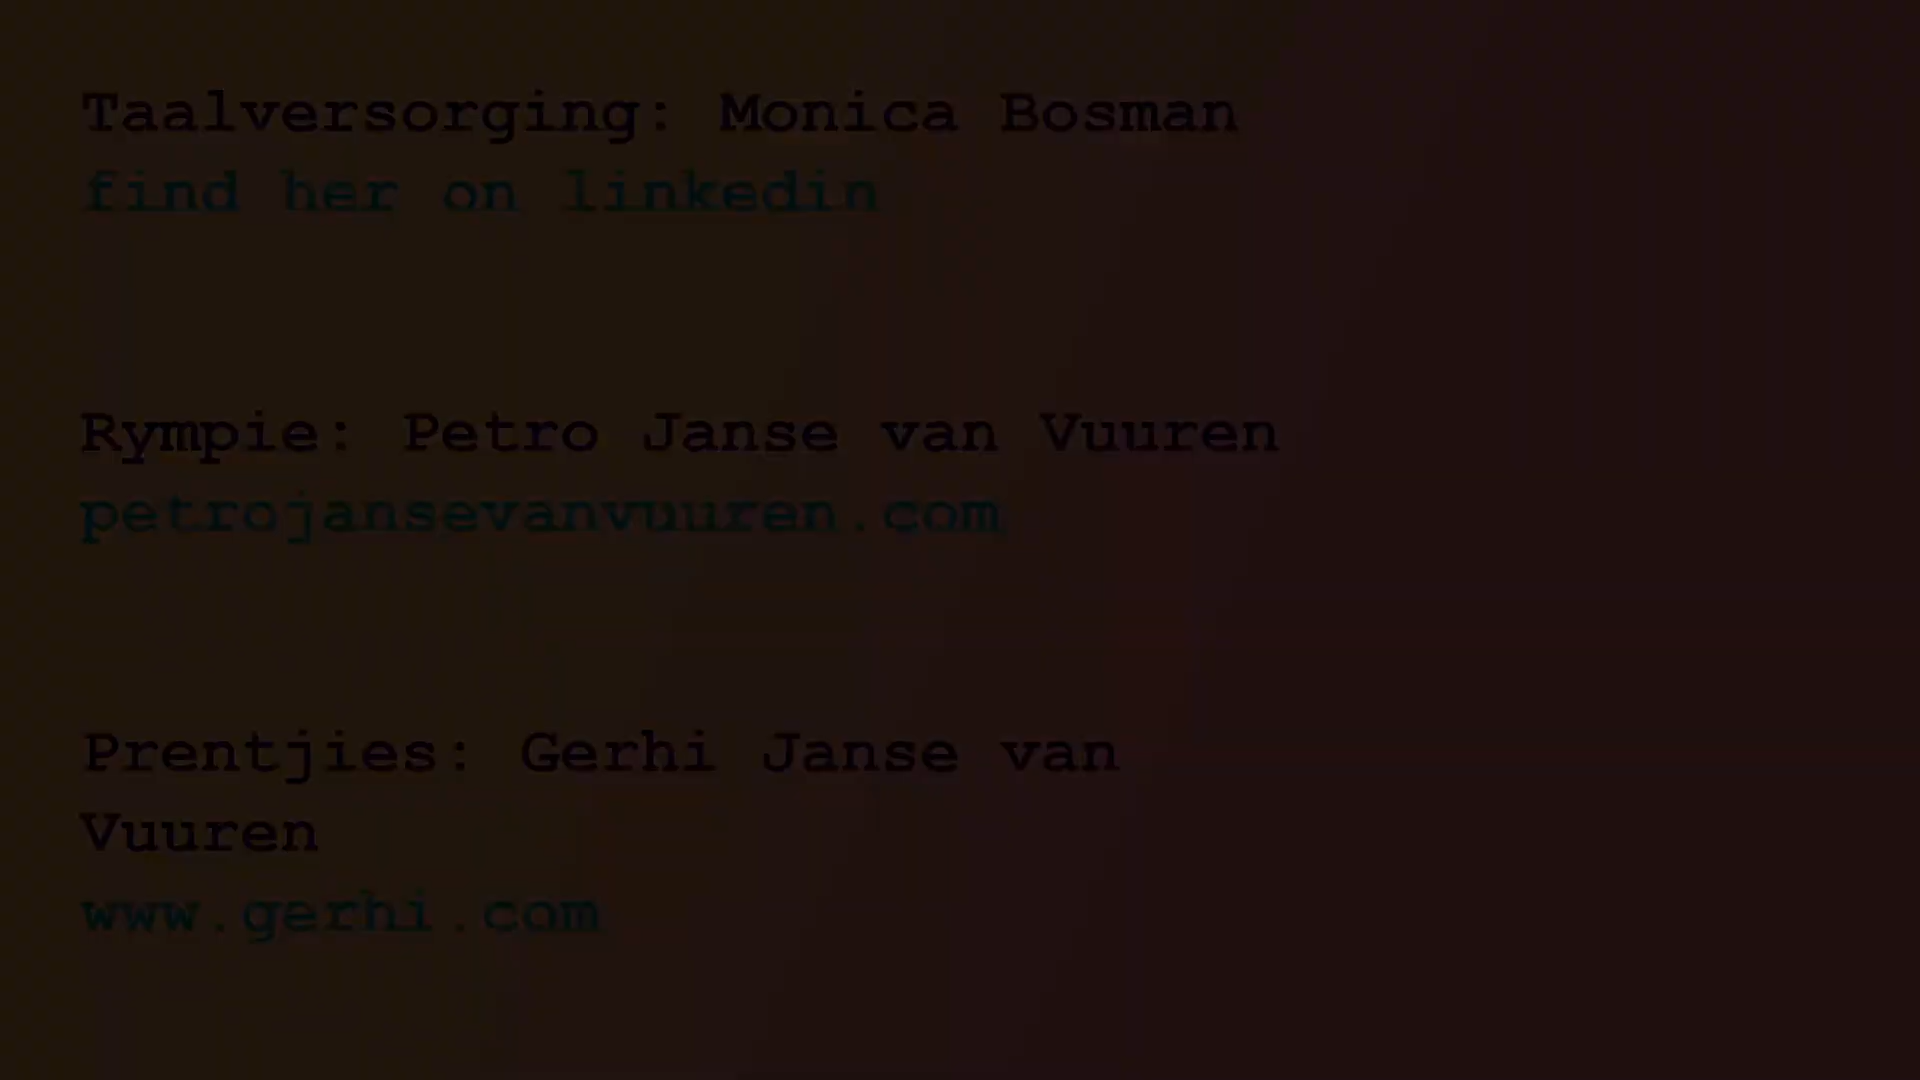 Taalversorging: Monica Bosman
find her on linkedin
Rympie: Petro Janse van Vuuren
petrojansevanvuuren.com
Prentjies: Gerhi Janse van
Vuuren
www.gerhi.com